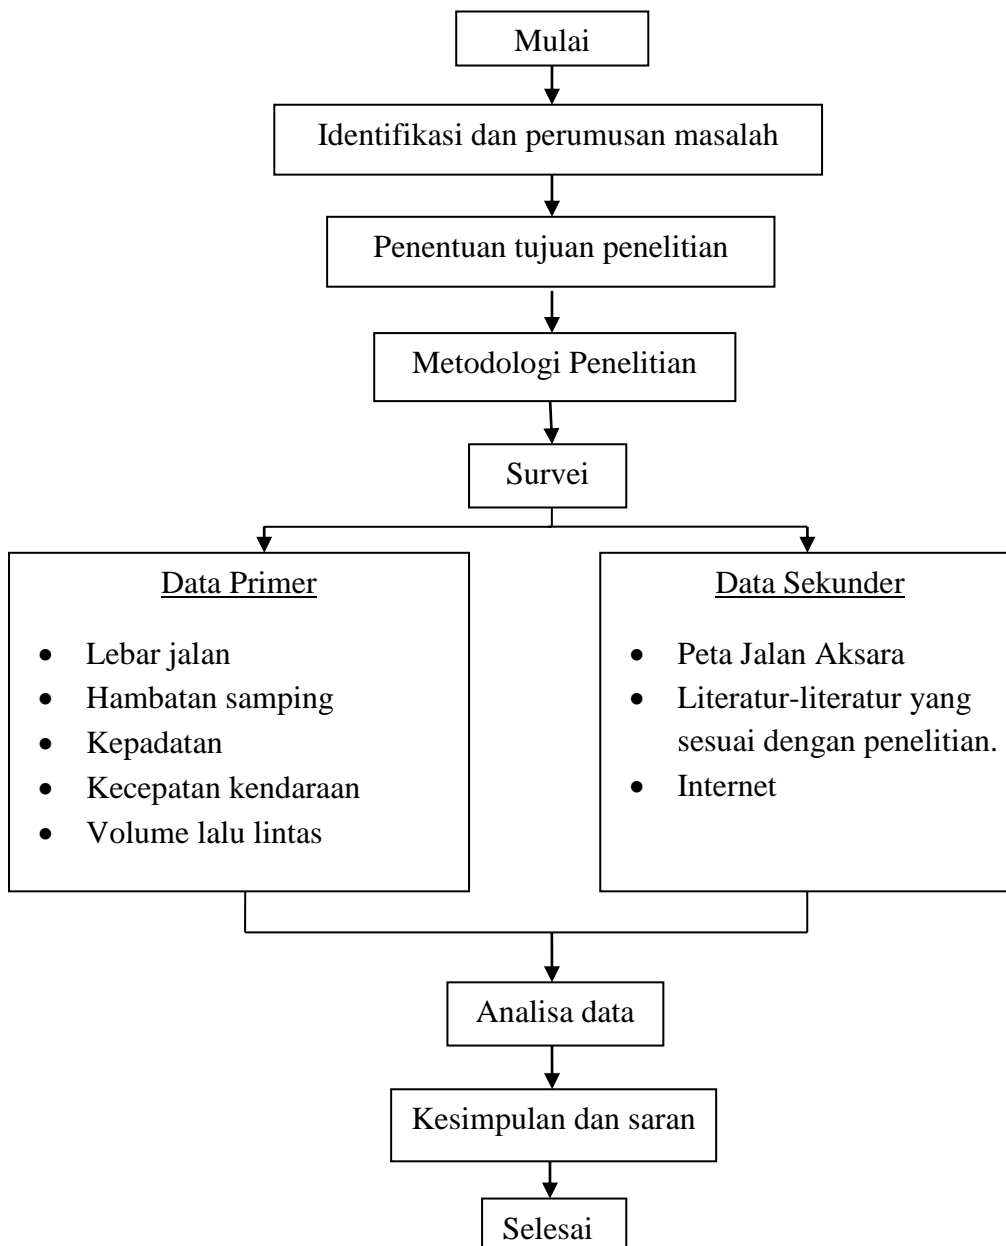 Mulai
Identifikasi dan perumusan masalah
Penentuan tujuan penelitian
Metodologi Penelitian
Survei
Data Primer
• Lebar jalan
• Hambatan samping
• Kepadatan
• Kecepatan kendaraan
• Volume lalu lintas
Data Sekunder
• Peta Jalan Aksara
• Literatur-literatur yang
sesuai dengan penelitian.
• Internet
Analisa data
Kesimpulan dan saran
Selesai